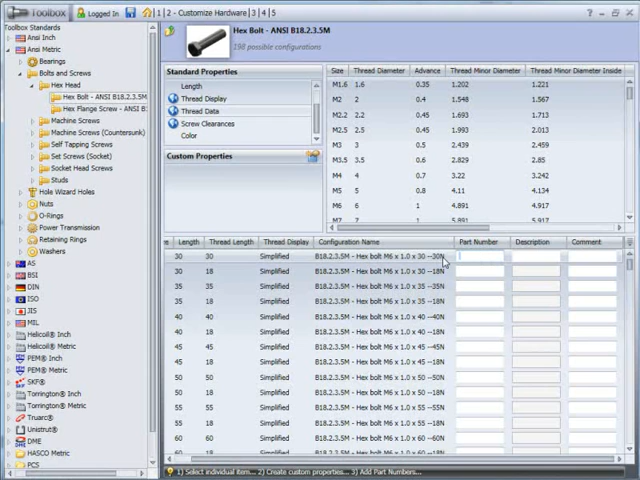 Toolbox
Logged In
1 | 2 - Customize Hardware | 3 | 4 | 5
Toolbox Standards
Ansi Inch
Ansi Metric
Bearings
Bolts and Screws
Hex Head
Hex Bolt - ANSI B18.2.3.5M
Hex Flange Screw - ANSI B:
Machine Screws
Machine Screws (Countersunk)
Self Tapping Screws
Set Screws (Socket)
Socket Head Screws
Studs
Hole Wizard Holes
Nuts
O-Rings
Power Transmission
Retaining Rings
Washers
AS
BSI
DIN
ISO
JIS
MIL
Helicoil® Inch
Helicoil® Metric
PEM® Inch
PEM® Metric
SKF®
Torrington® Inch
Torrington® Metric
Truarc®
Unistrut®
DME
HASCO Metric
PCS
Hex Bolt - ANSI B18.2.3.5M
198 possible configurations
Standard Properties
Length
Thread Display
Thread Data
Screw Clearances
Color
Custom Properties
Size Thread Diameter Advance Thread Minor Diameter Thread Minor Diameter Inside
M1.6 1.6 0.35 1.202 1.221
M2 2 0.4 1.548 1.567
M2.2 2.2 0.45 1.693 1.713
M2.5 2.5 0.45 1.993 2.013
M3 3 0.5 2.439 2.459
M3.5 3.5 0.6 2.829 2.85
M4 4 0.7 3.22 3.242
M5 5 0.8 4.11 4.134
M6 6 1 4.891 4.917
M7 7 1
Length Thread Length Thread Display Configuration Name Part Number Description Comment
30 30 Simplified B18.2.3.5M - Hex bolt M6 x 1.0 x 30 --30N
30 18 Simplified B18.2.3.5M - Hex bolt M6 x 1.0 x 30 --18N
35 35 Simplified B18.2.3.5M - Hex bolt M6 x 1.0 x 35 --35N
35 18 Simplified B18.2.3.5M - Hex bolt M6 x 1.0 x 35 --18N
40 40 Simplified B18.2.3.5M - Hex bolt M6 x 1.0 x 40 --40N
40 18 Simplified B18.2.3.5M - Hex bolt M6 x 1.0 x 40 --18N
45 45 Simplified B18.2.3.5M - Hex bolt M6 x 1.0 x 45 --45N
45 18 Simplified B18.2.3.5M - Hex bolt M6 x 1.0 x 45 --18N
50 50 Simplified B18.2.3.5M - Hex bolt M6 x 1.0 x 50 --50N
50 18 Simplified B18.2.3.5M - Hex bolt M6 x 1.0 x 50 --18N
55 55 Simplified B18.2.3.5M - Hex bolt M6 x 1.0 x 55 --55N
55 18 Simplified B18.2.3.5M - Hex bolt M6 x 1.0 x 55 --18N
60 60 Simplified B18.2.3.5M - Hex bolt M6 x 1.0 x 60 --60N
60 18 Simplified B18.2.3.5M - Hex bolt M6 x 1.0 x 60 --18N
1) Select individual item... 2) Create custom properties... 3) Add Part Numbers...